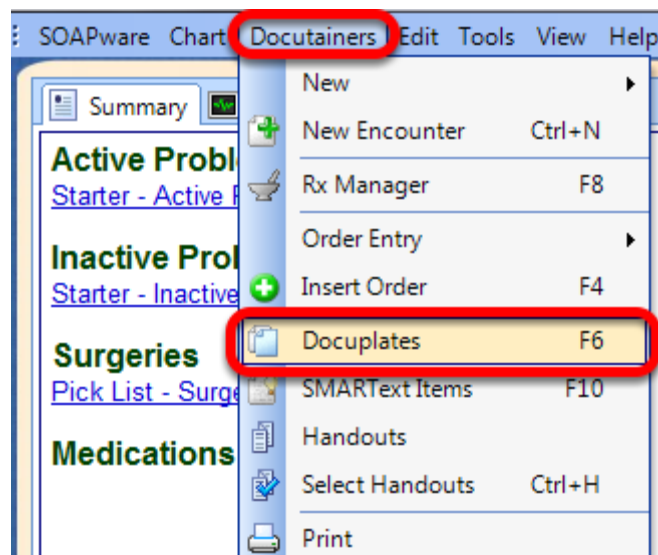 SOAPware Chart Docutainers Edit Tools View Help
Summary
New
New Encounter Ctrl+N
Active Probl
Starter - Active
Rx Manager F8
Order Entry
Inactive Pro
Starter - Inactive
Insert Order F4
Docuplates F6
Surgeries
Pick List - Surge
SMARText Items F10
Handouts
Medications
Select Handouts Ctrl+H
Print